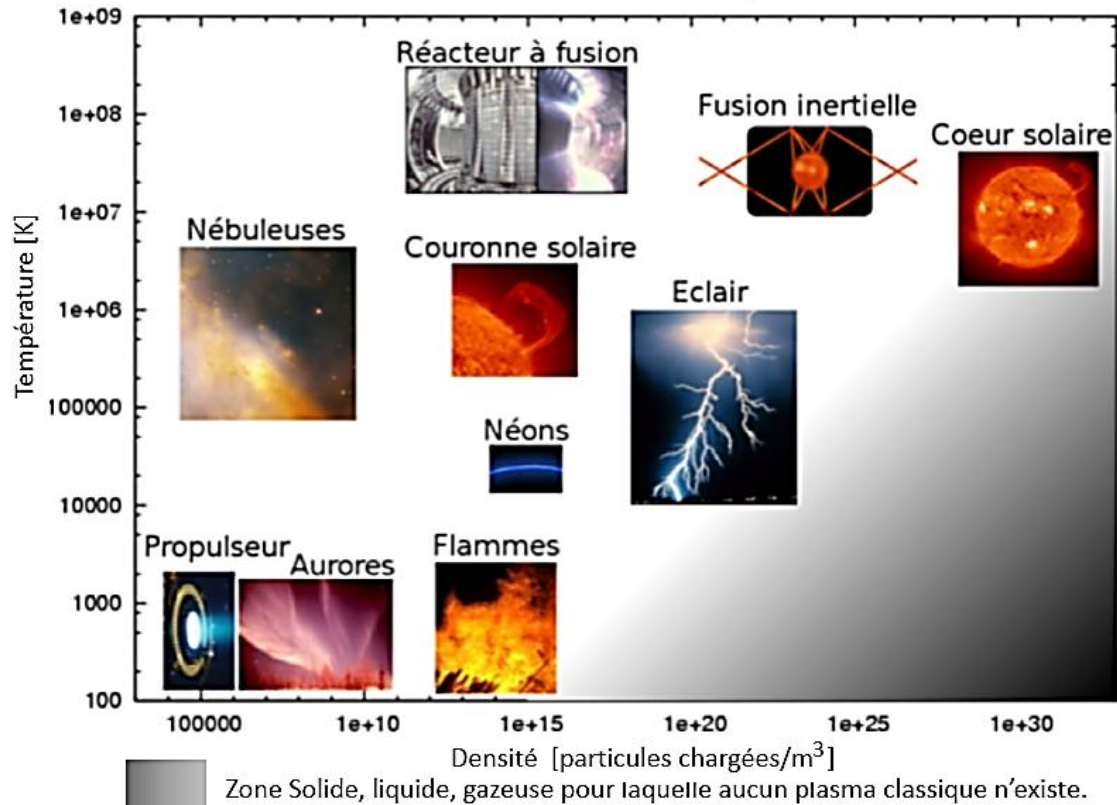 1e+09
Réacteur à fusion
1e+08
Fusion inertielle
Coeur solaire
1e+07
Nébuleuses
Couronne solaire
Eclair
1e+06
Température [K]
100000
Néons
10000
Propulseur
Aurores
Flammes
1000
100
100000
1e+10
1e+15
1e+20
1e+25
1e+30
Densité [particules chargées/m³]
Zone Solide, liquide, gazeuse pour laquelle aucun plasma classique n'existe.